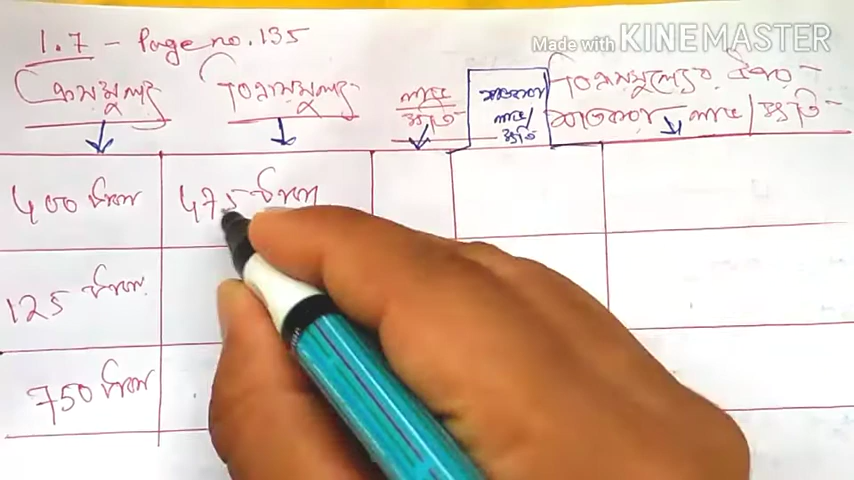 1.7 - Page no. 135
Made with KINEMASTER
ক্রয়মূল্য
বিক্রয়মূল্য
লাভ/ক্ষতি
শতকরা লাভ/ক্ষতি
বিক্রয়মূল্যের উপর
শতকরা লাভ/ক্ষতি
400 টাকা
475 টাকা
125 টাকা
750 টাকা